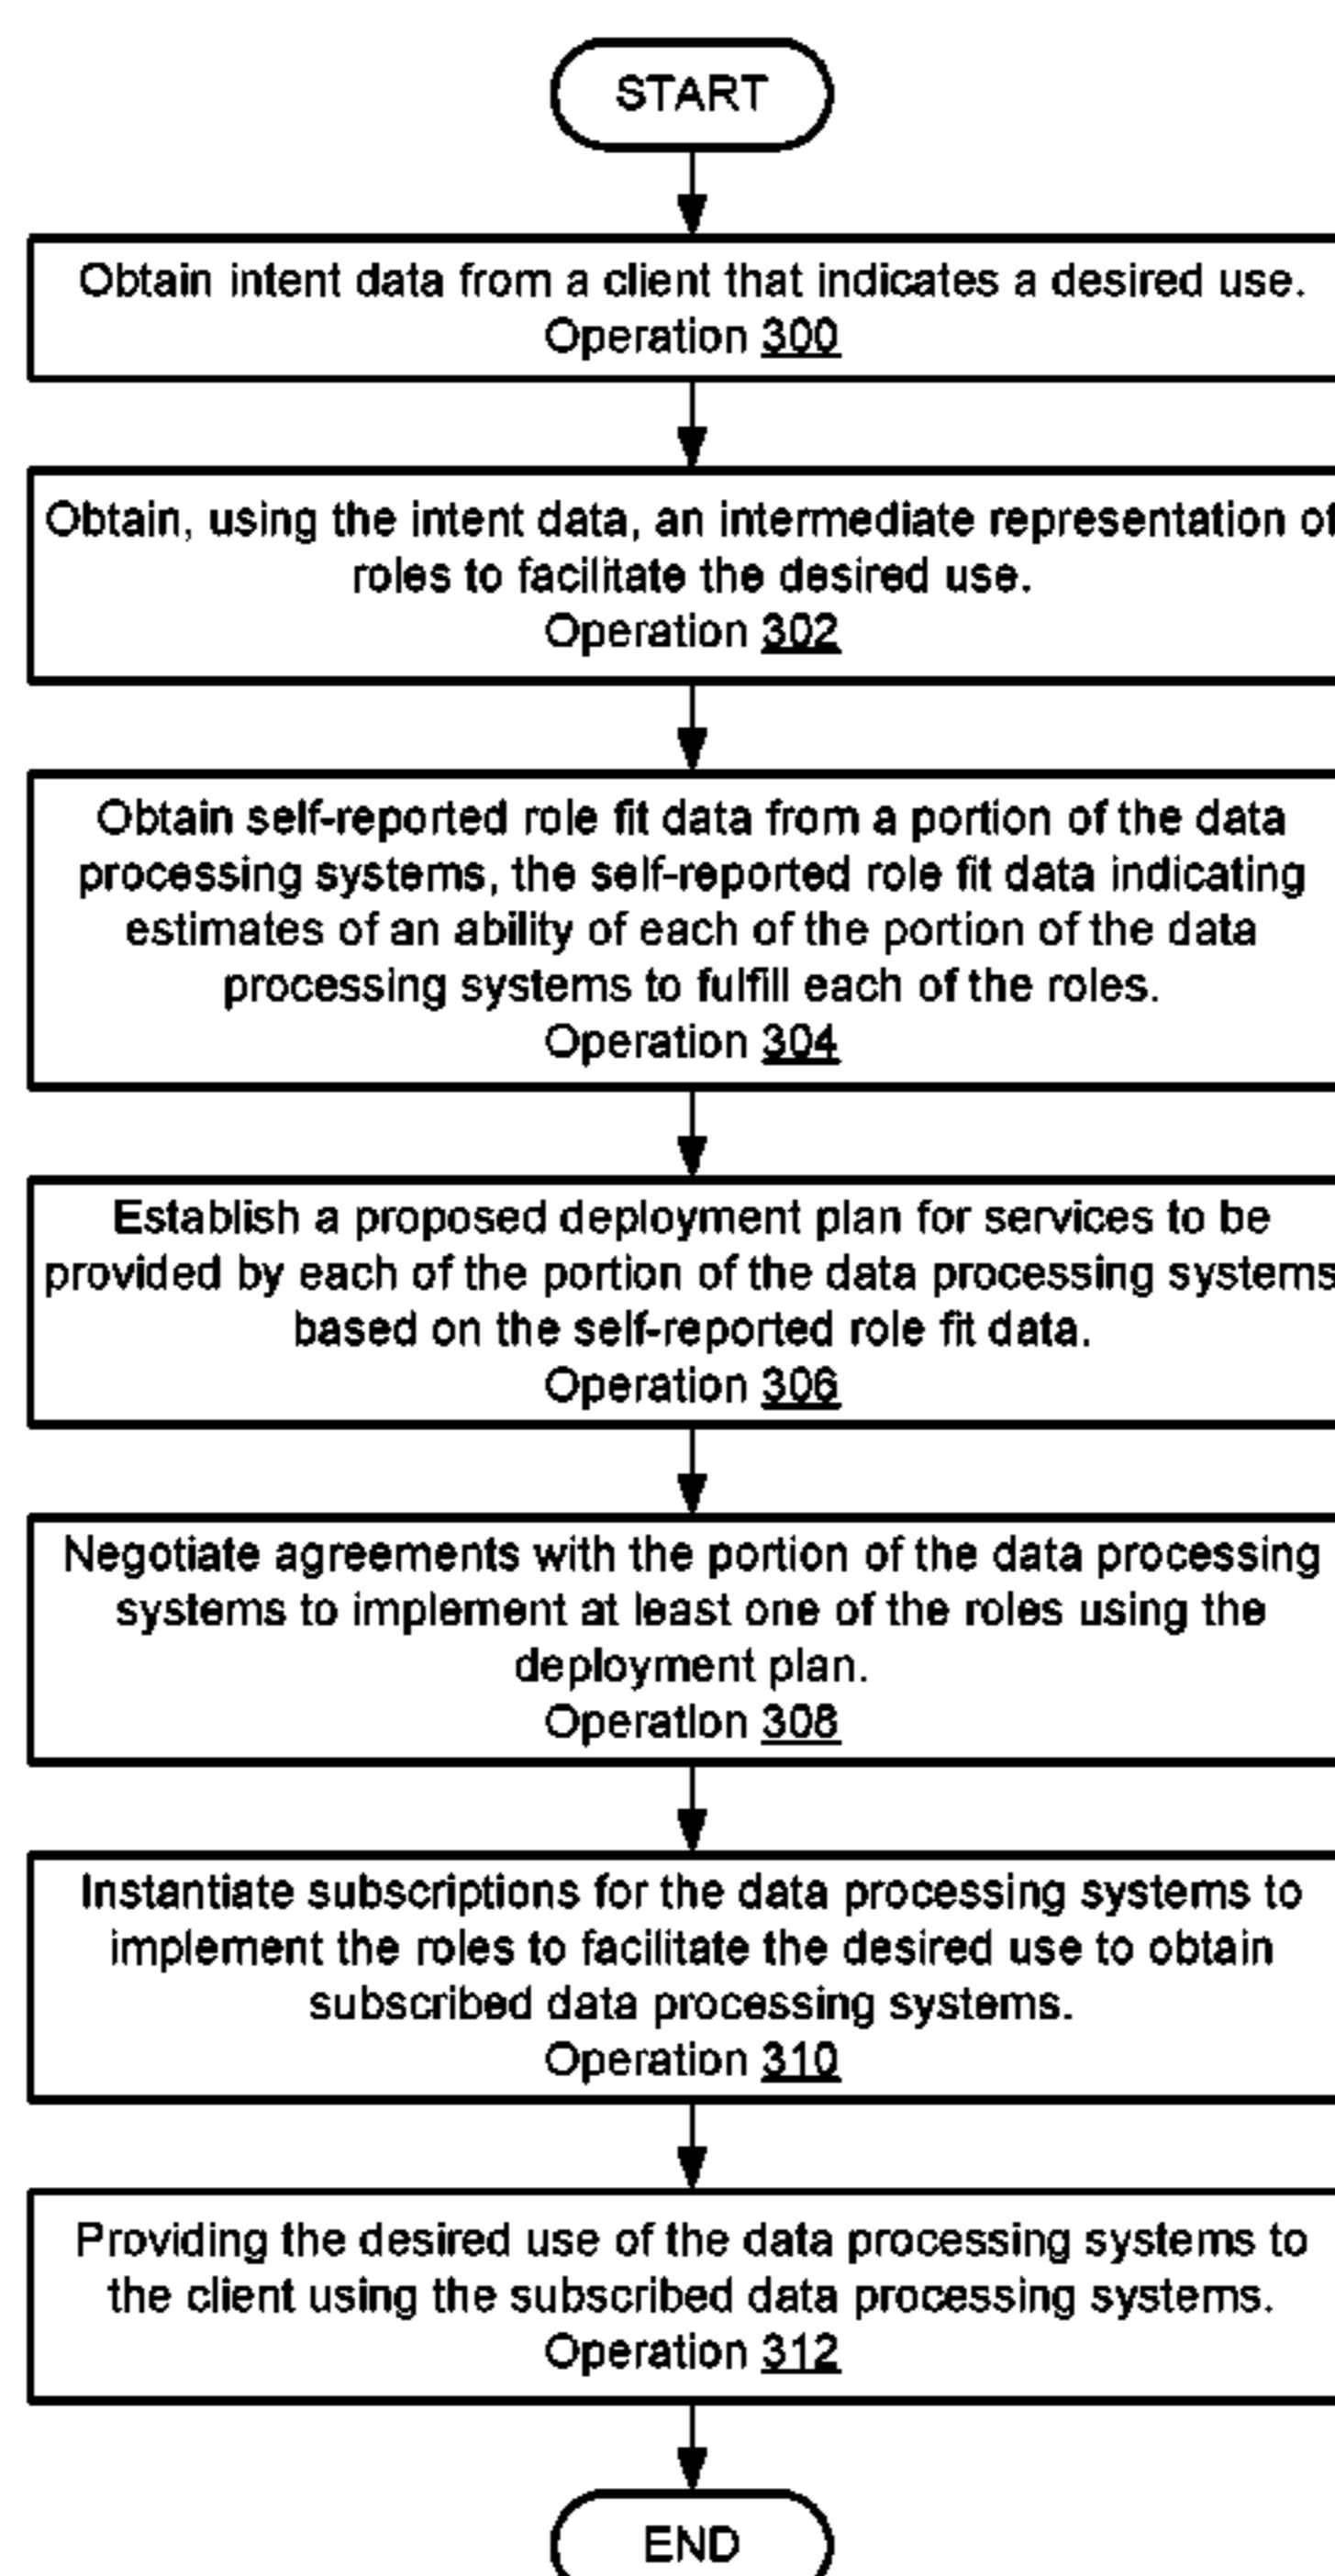 START
Obtain intent data from a client that indicates a desired use.
Operation 300
Obtain, using the intent data, an intermediate representation of
roles to facilitate the desired use.
Operation 302
Obtain self-reported role fit data from a portion of the data
processing systems, the self-reported role fit data indicating
estimates of an ability of each of the portion of the data
processing systems to fulfill each of the roles.
Operation 304
Establish a proposed deployment plan for services to be
provided by each of the portion of the data processing systems
based on the self-reported role fit data.
Operation 306
Negotiate agreements with the portion of the data processing
systems to implement at least one of the roles using the
deployment plan.
Operation 308
Instantiate subscriptions for the data processing systems to
implement the roles to facilitate the desired use to obtain
subscribed data processing systems.
Operation 310
Providing the desired use of the data processing systems to
the client using the subscribed data processing systems.
Operation 312
END